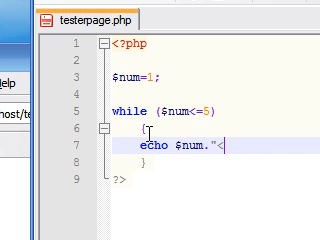 testerpage.php
elp
ost/te
1 <?php
2
3 $num=1;
4
5 while ($num<=5)
6 {
7 echo $num."<
8 }
9 ?>